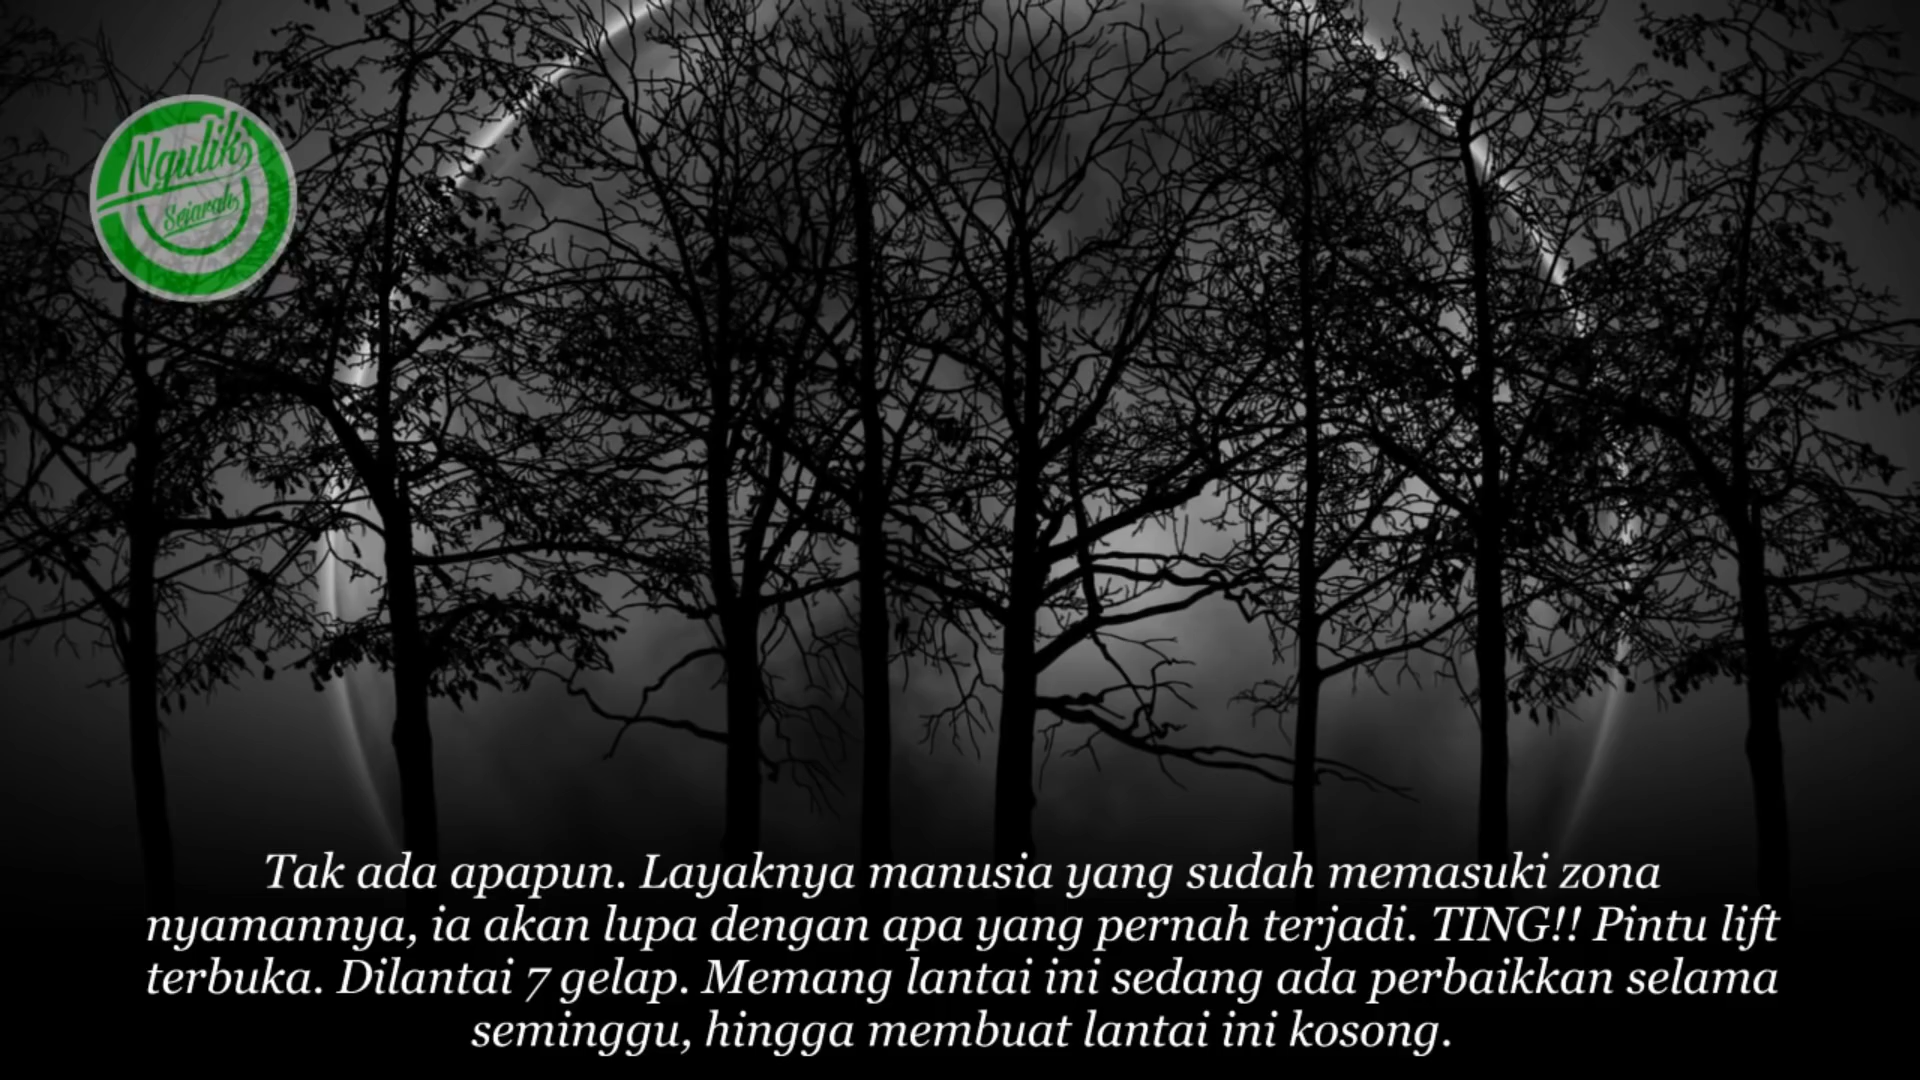 Ngulik
Sejarah
Tak ada apapun. Layaknya manusia yang sudah memasuki zona
nyamannya, ia akan lupa dengan apa yang pernah terjadi. TING!! Pintu lift
terbuka. Dilantai 7 gelap. Memang lantai ini sedang ada perbaikkan selama
seminggu, hingga membuat lantai ini kosong.